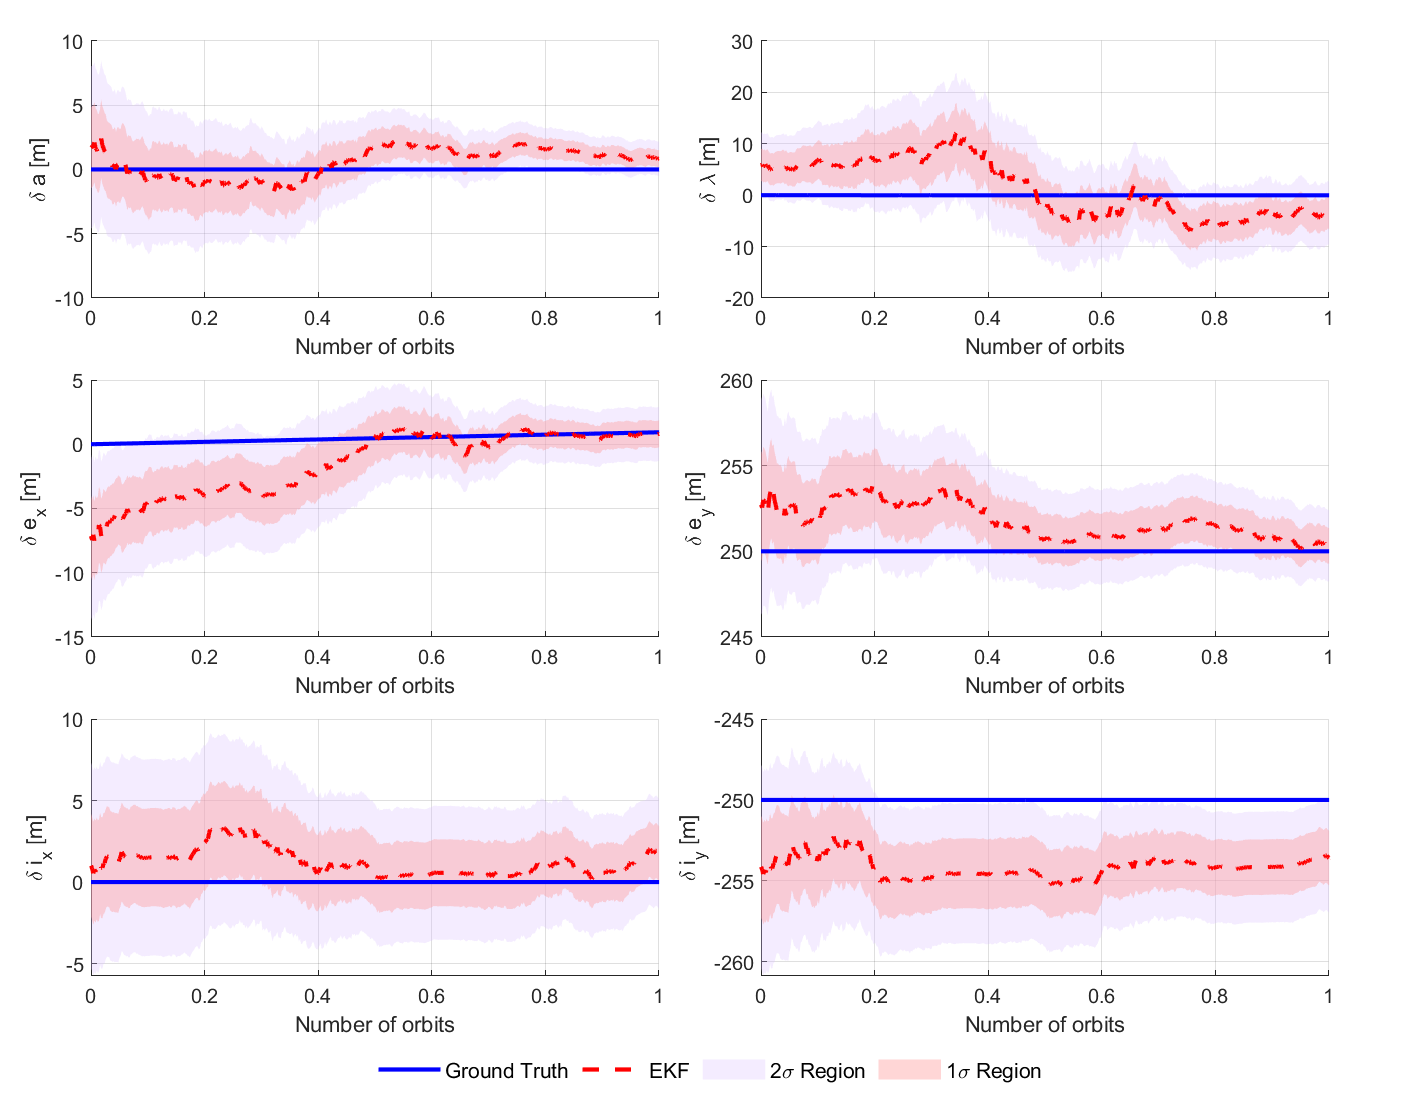 10
5
0
-5
-10
δ a [m]
0 0.2 0.4 0.6 0.8 1
Number of orbits
30
20
10
0
-10
-20
δ λ [m]
0 0.2 0.4 0.6 0.8 1
Number of orbits
5
0
-5
-10
-15
δ e_x [m]
0 0.2 0.4 0.6 0.8 1
Number of orbits
260
255
250
245
δ e_y [m]
0 0.2 0.4 0.6 0.8 1
Number of orbits
10
5
0
-5
δ i_x [m]
0 0.2 0.4 0.6 0.8 1
Number of orbits
-245
-250
-255
-260
δ i_y [m]
0 0.2 0.4 0.6 0.8 1
Number of orbits
Ground Truth EKF 2σ Region 1σ Region